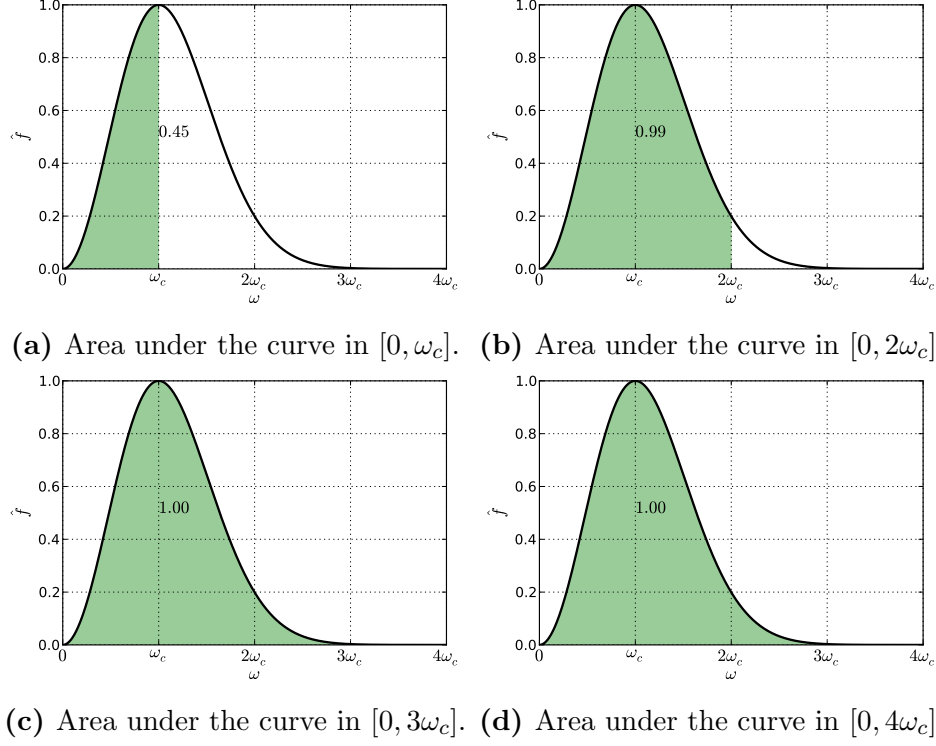 1.0 1.0
0.8 0.8
0.6 0.6
f̂ 0.45 f̂ 0.99
0.4 0.4
0.2 0.2
0.0 0.0
0 ω_c 2ω_c 3ω_c 4ω_c 0 ω_c 2ω_c 3ω_c 4ω_c
ω ω
(a) Area under the curve in [0, ω_c]. (b) Area under the curve in [0, 2ω_c]
1.0 1.0
0.8 0.8
0.6 0.6
f̂ 1.00 f̂ 1.00
0.4 0.4
0.2 0.2
0.0 0.0
0 ω_c 2ω_c 3ω_c 4ω_c 0 ω_c 2ω_c 3ω_c 4ω_c
ω ω
(c) Area under the curve in [0, 3ω_c]. (d) Area under the curve in [0, 4ω_c]